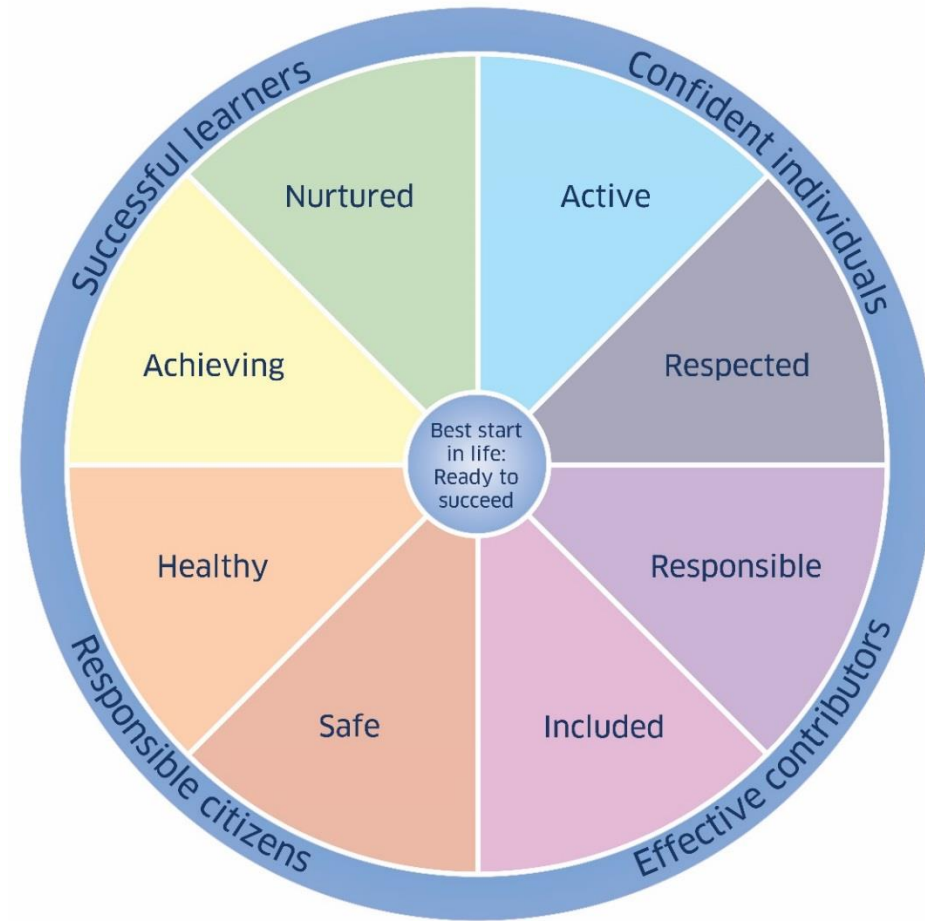 Successful learners
Confident individuals
Nurtured
Active
Achieving
Respected
Best start
in life:
Ready to
succeed
Healthy
Responsible
Safe
Included
Responsible citizens
Effective contributors